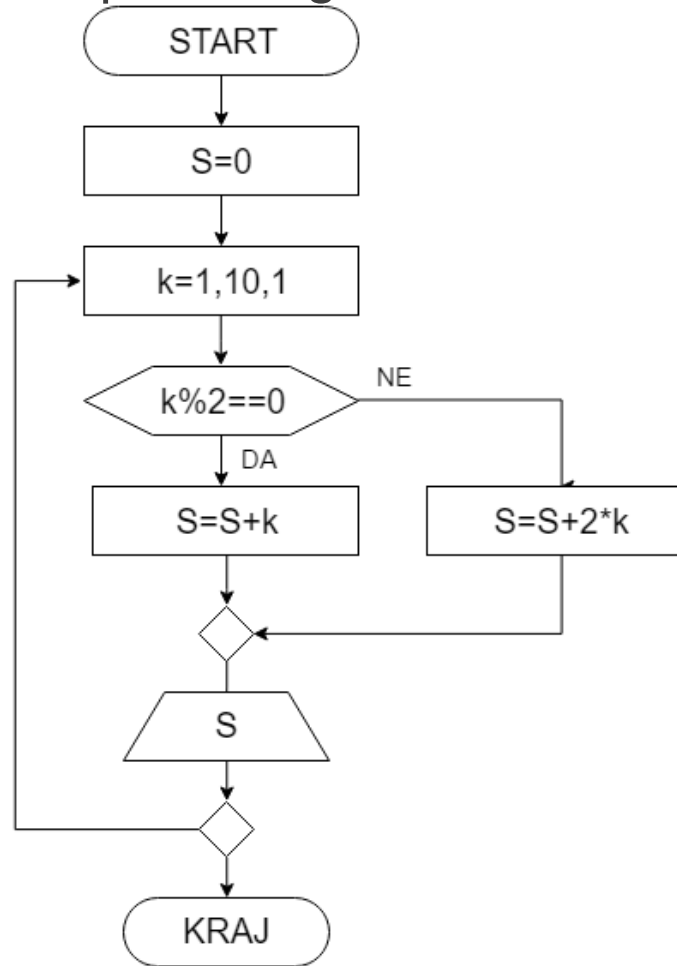 START
S=0
k=1,10,1
k%2==0
NE
DA
S=S+k
S=S+2*k
S
KRAJ